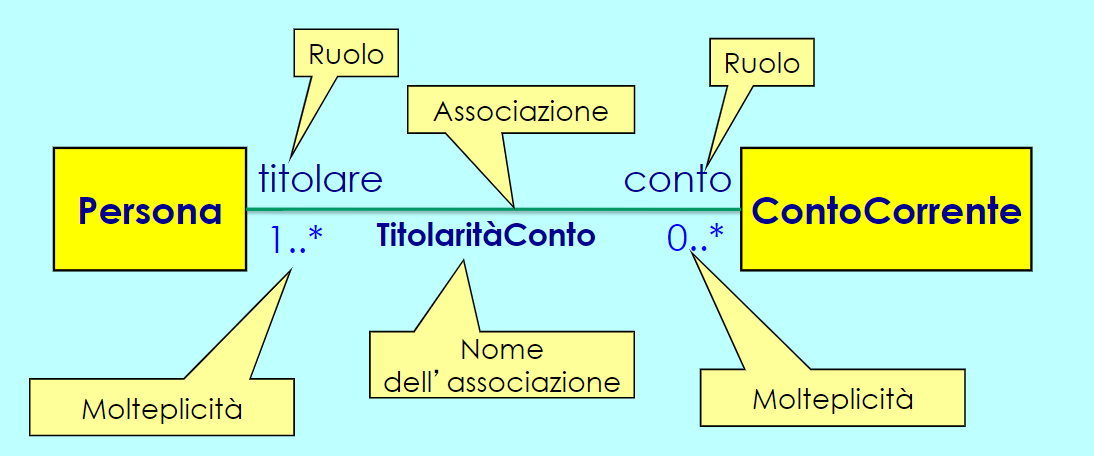 Ruolo
Ruolo
Associazione
titolare
conto
Persona
ContoCorrente
1..*
TitolaritàConto
0..*
Nome
dell’ associazione
Molteplicità
Molteplicità